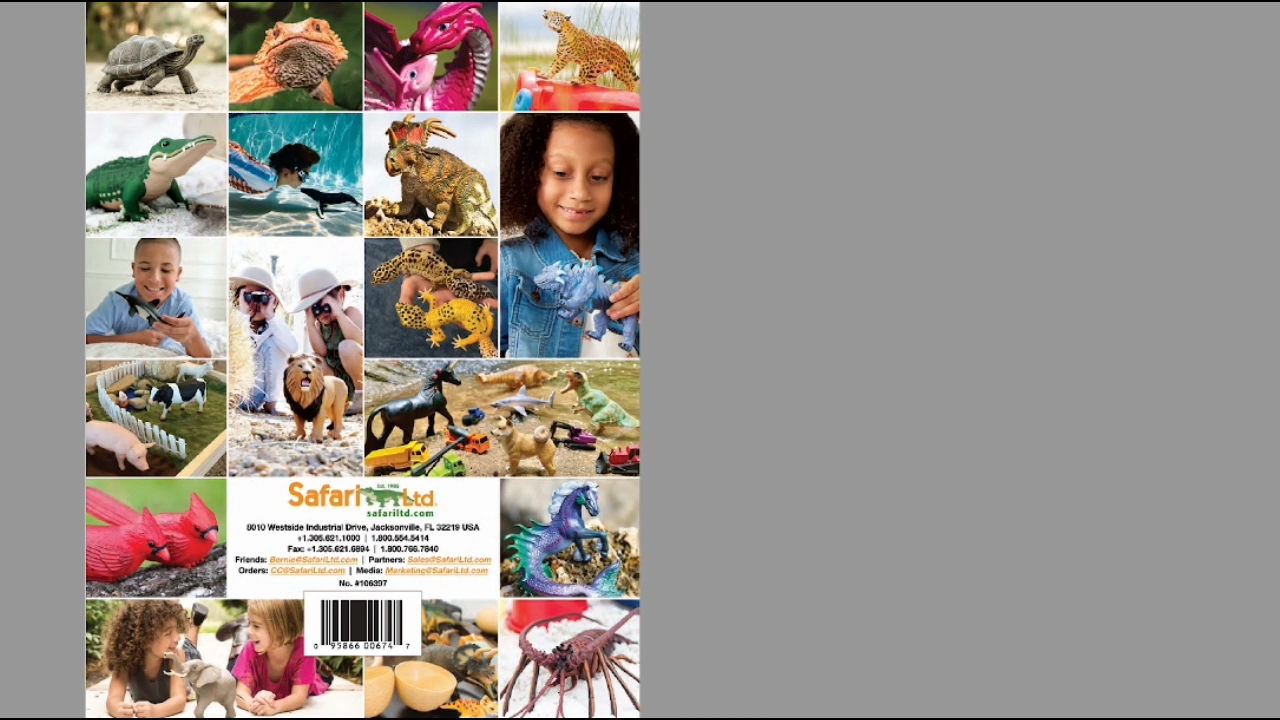 Est. 1982
Safari Ltd.
safariltd.com
8010 Westside Industrial Drive, Jacksonville, FL 32219 USA
+1.305.621.1000 | 1.800.554.5414
Fax: +1.305.621.6894 | 1.800.766.7840
Friends: Bernie@SafariLtd.com | Partners: Sales@SafariLtd.com
Orders: CC@SafariLtd.com | Media: Marketing@SafariLtd.com
No. #106397
0 95866 00674 7